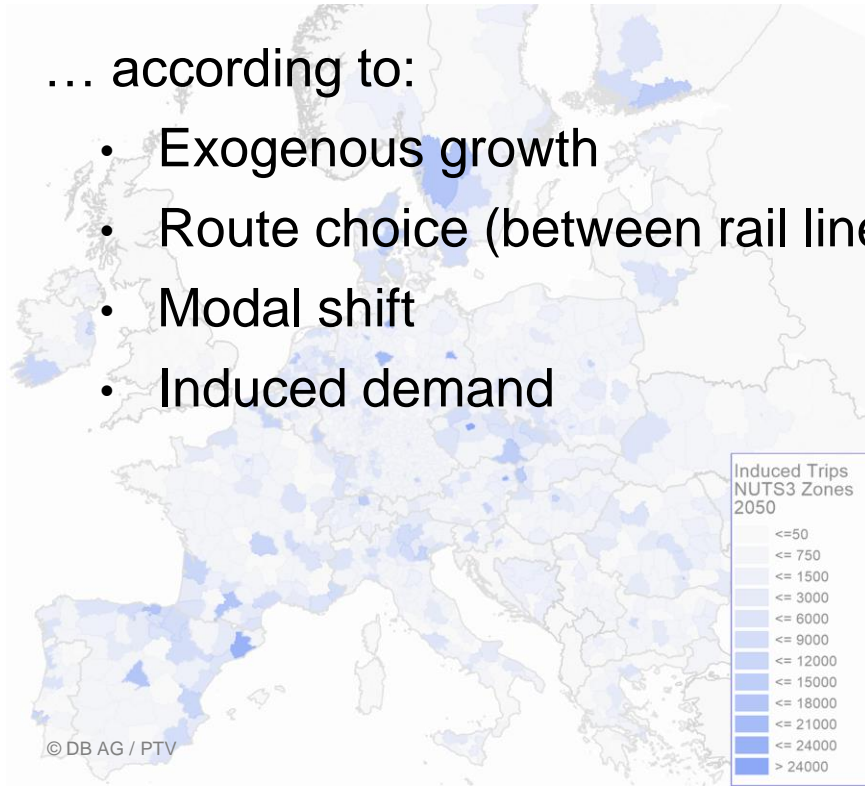 … according to:
• Exogenous growth
• Route choice (between rail line
• Modal shift
• Induced demand
Induced Trips
NUTS3 Zones
2050
<=50
<= 750
<= 1500
<= 3000
<= 6000
<= 9000
<= 12000
<= 15000
<= 18000
<= 21000
<= 24000
> 24000
© DB AG / PTV